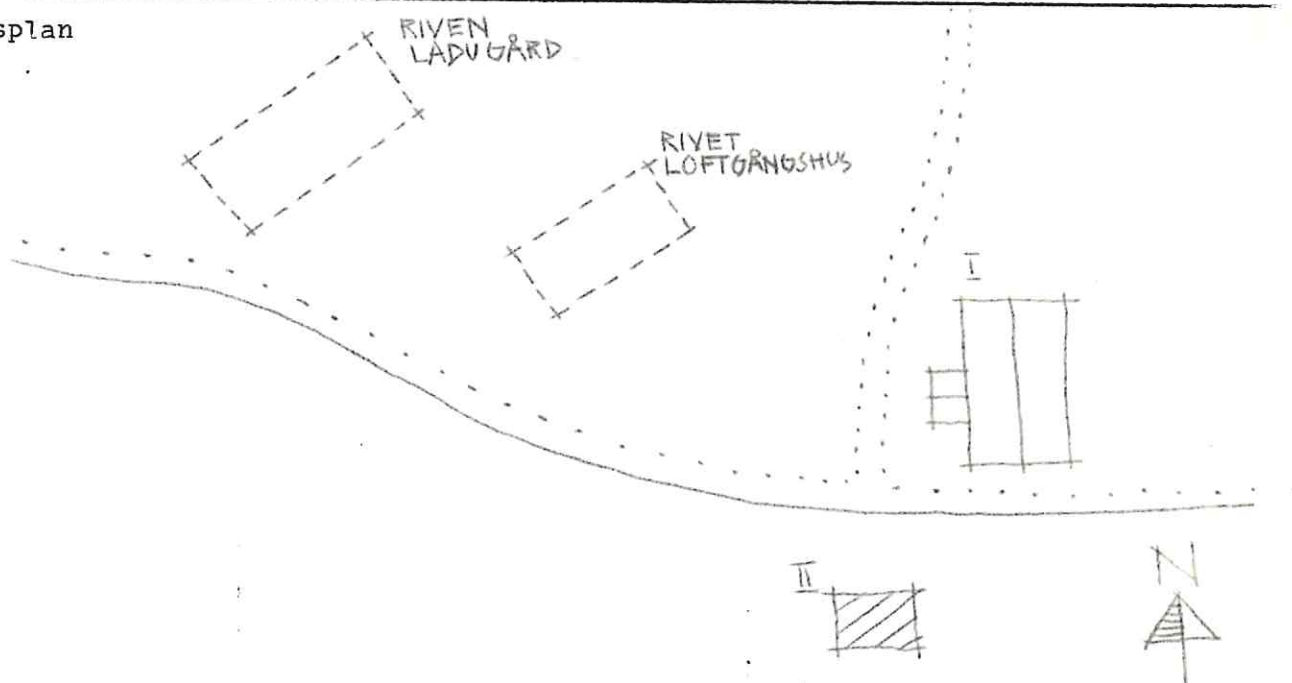 splan
RIVEN
LADUGÅRD
RIVET
LOFTGÅNGSHUS
I
II
N